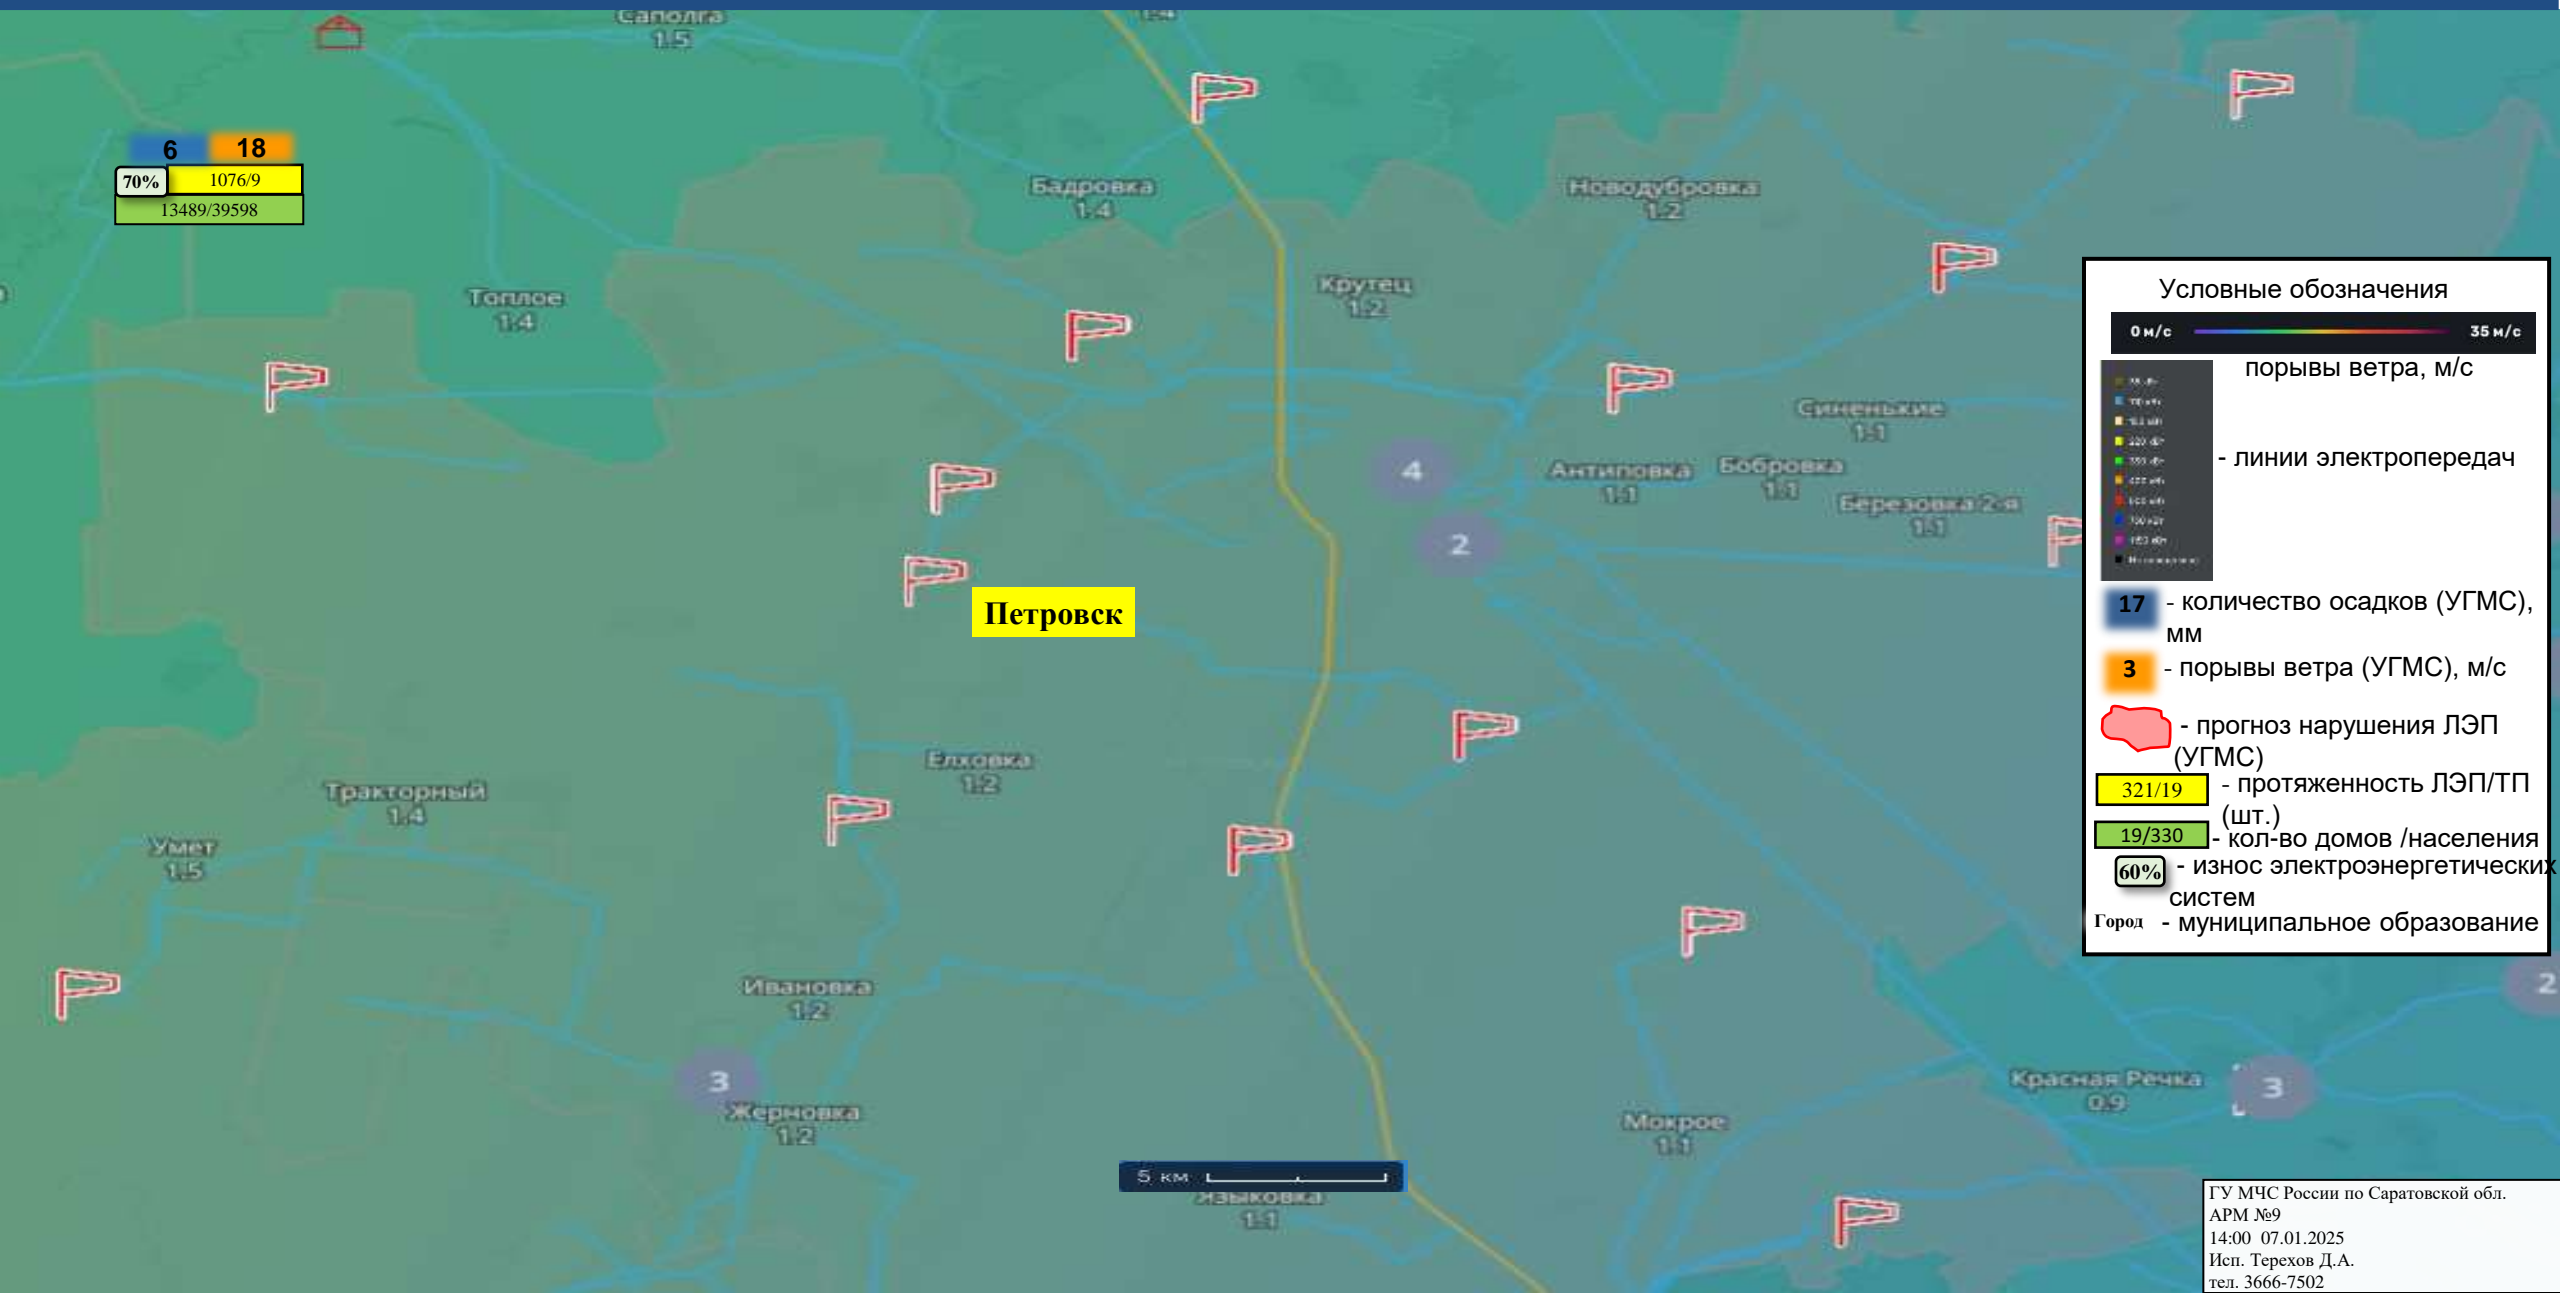 Саполга
1.5
1.4
6 18
70% 1076/9
13489/39598
Бадровка
1.4
Новодубровка
1.2
Топлое
1.4
Крутец
1.2
Синенькие
1.1
4
Антиповка
1.1
Бобровка
1.1
Березовка 2-я
1.1
2
Петровск
Елховка
1.2
Тракторный
1.4
Умет
1.5
Ивановка
1.2
3
Жерновка
1.2
Мокрое
1.1
Красная Речка
0.9
3
2
5 км
Языковка
1.1
Условные обозначения
0 м/с 35 м/с
порывы ветра, м/с
- линии электропередач
17 - количество осадков (УГМС),
мм
3 - порывы ветра (УГМС), м/с
- прогноз нарушения ЛЭП
(УГМС)
321/19 - протяженность ЛЭП/ТП
(шт.)
19/330 - кол-во домов /населения
60% - износ электроэнергетических
систем
Город - муниципальное образование
ГУ МЧС России по Саратовской обл.
АРМ №9
14:00 07.01.2025
Исп. Терехов Д.А.
тел. 3666-7502